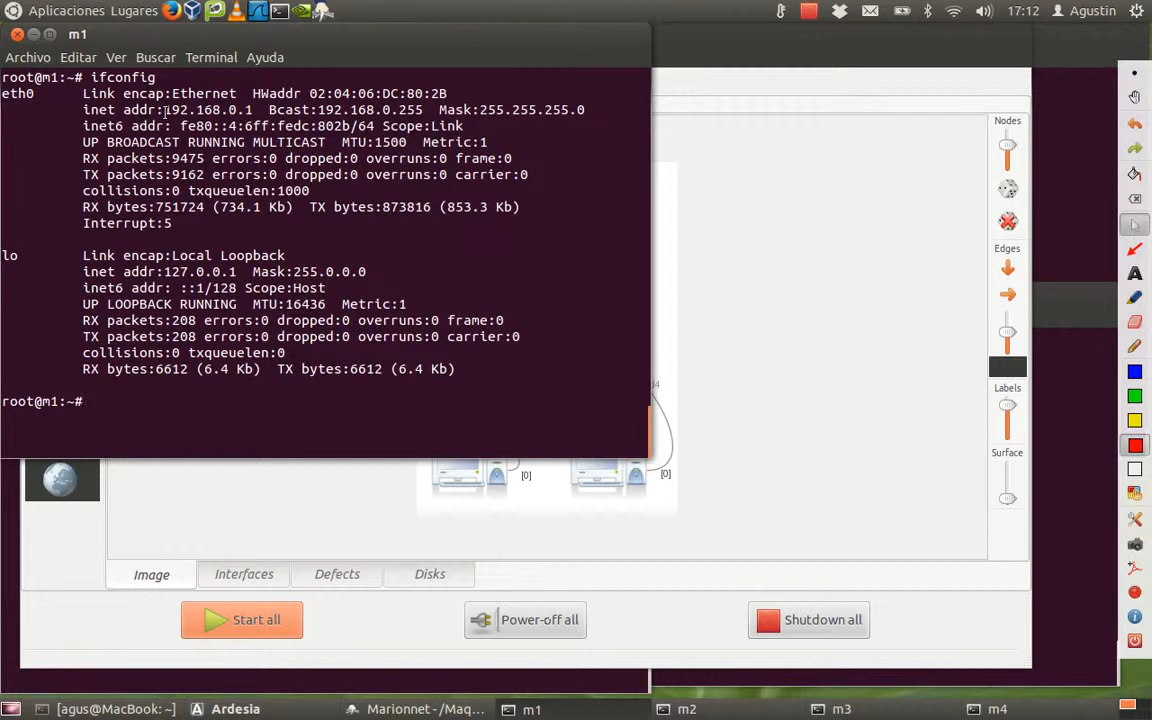 Aplicaciones Lugares
17:12
Agustin
m1
Archivo Editar Ver Buscar Terminal Ayuda
root@m1:~# ifconfig
eth0 Link encap:Ethernet HWaddr 02:04:06:DC:80:2B
inet addr:192.168.0.1 Bcast:192.168.0.255 Mask:255.255.255.0
inet6 addr: fe80::4:6ff:fedc:802b/64 Scope:Link
UP BROADCAST RUNNING MULTICAST MTU:1500 Metric:1
RX packets:9475 errors:0 dropped:0 overruns:0 frame:0
TX packets:9162 errors:0 dropped:0 overruns:0 carrier:0
collisions:0 txqueuelen:1000
RX bytes:751724 (734.1 Kb) TX bytes:873816 (853.3 Kb)
Interrupt:5
lo Link encap:Local Loopback
inet addr:127.0.0.1 Mask:255.0.0.0
inet6 addr: ::1/128 Scope:Host
UP LOOPBACK RUNNING MTU:16436 Metric:1
RX packets:208 errors:0 dropped:0 overruns:0 frame:0
TX packets:208 errors:0 dropped:0 overruns:0 carrier:0
collisions:0 txqueuelen:0
RX bytes:6612 (6.4 Kb) TX bytes:6612 (6.4 Kb)
root@m1:~#
Nodes
Edges
Labels
Surface
[0]
[0]
Image Interfaces Defects Disks
Start all
Power-off all
Shutdown all
[agus@MacBook: ~]
Ardesia
Marionnet - /Maq...
m1
m2
m3
m4